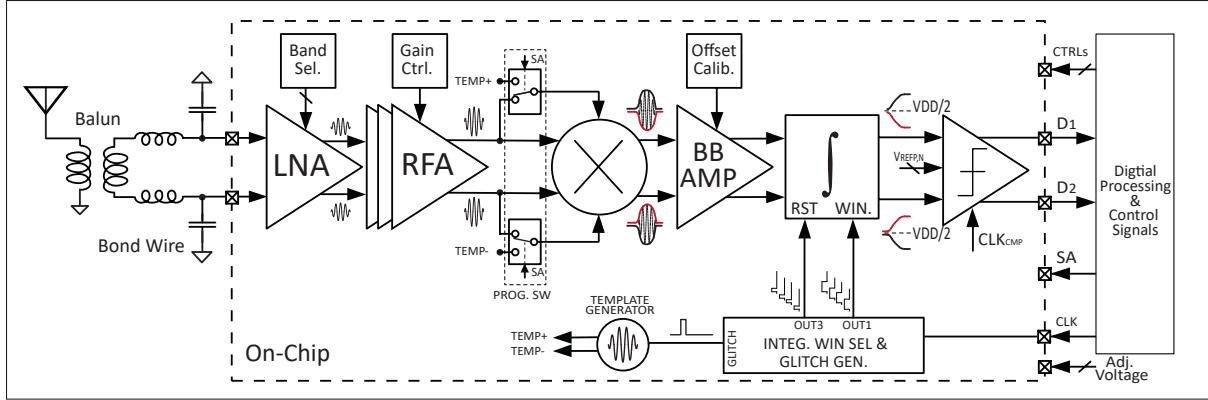 Band
Sel.
Gain
Ctrl.
SA
TEMP+
Offset
Calib.
CTRLs
Balun
LNA
RFA
BB
AMP
∫
RST WIN.
VDD/2
VREFP,N
VDD/2
CLKCMP
D1
D2
Digtial
Processing
&
Control
Signals
Bond Wire
TEMP-
SA
PROG. SW
SA
TEMPLATE
GENERATOR
TEMP+
TEMP-
GLITCH
OUT3 OUT1
INTEG. WIN SEL &
GLITCH GEN.
CLK
On-Chip
Adj.
Voltage